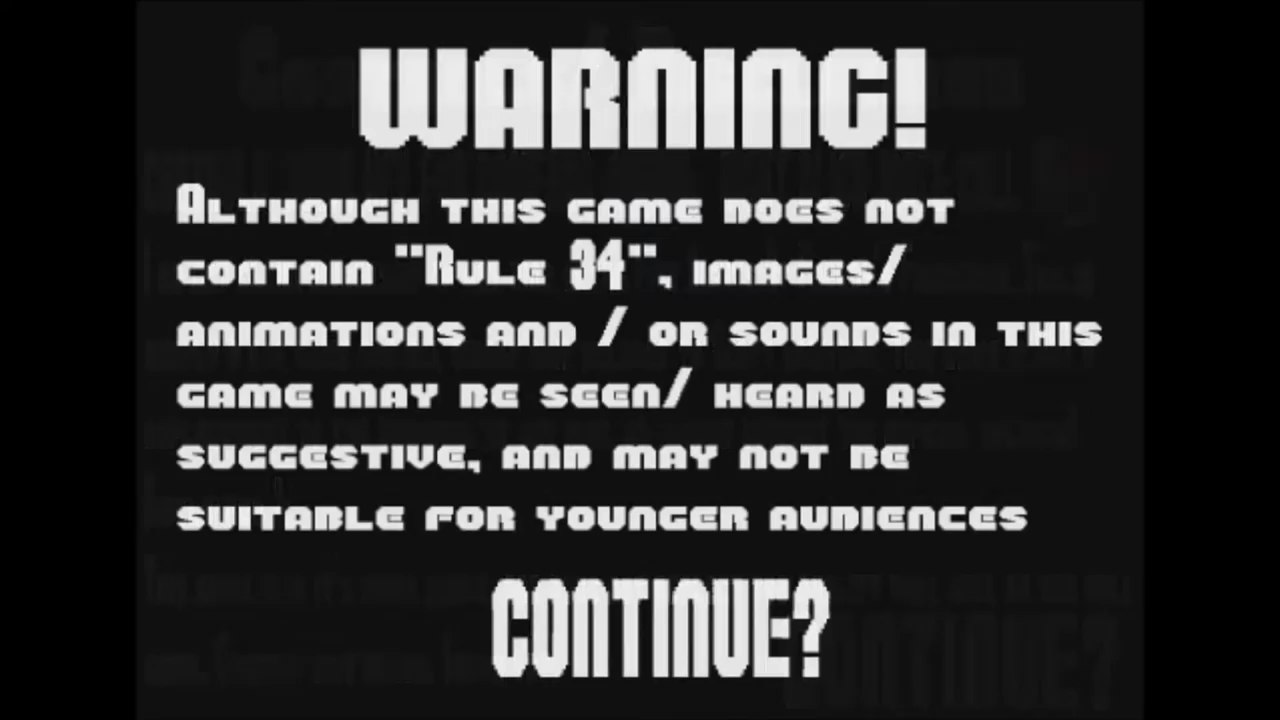 WARNING!
Although this game does not
contain "Rule 34", images/
animations and / or sounds in this
game may be seen/ heard as
suggestive, and may not be
suitable for younger audiences
CONTINUE?